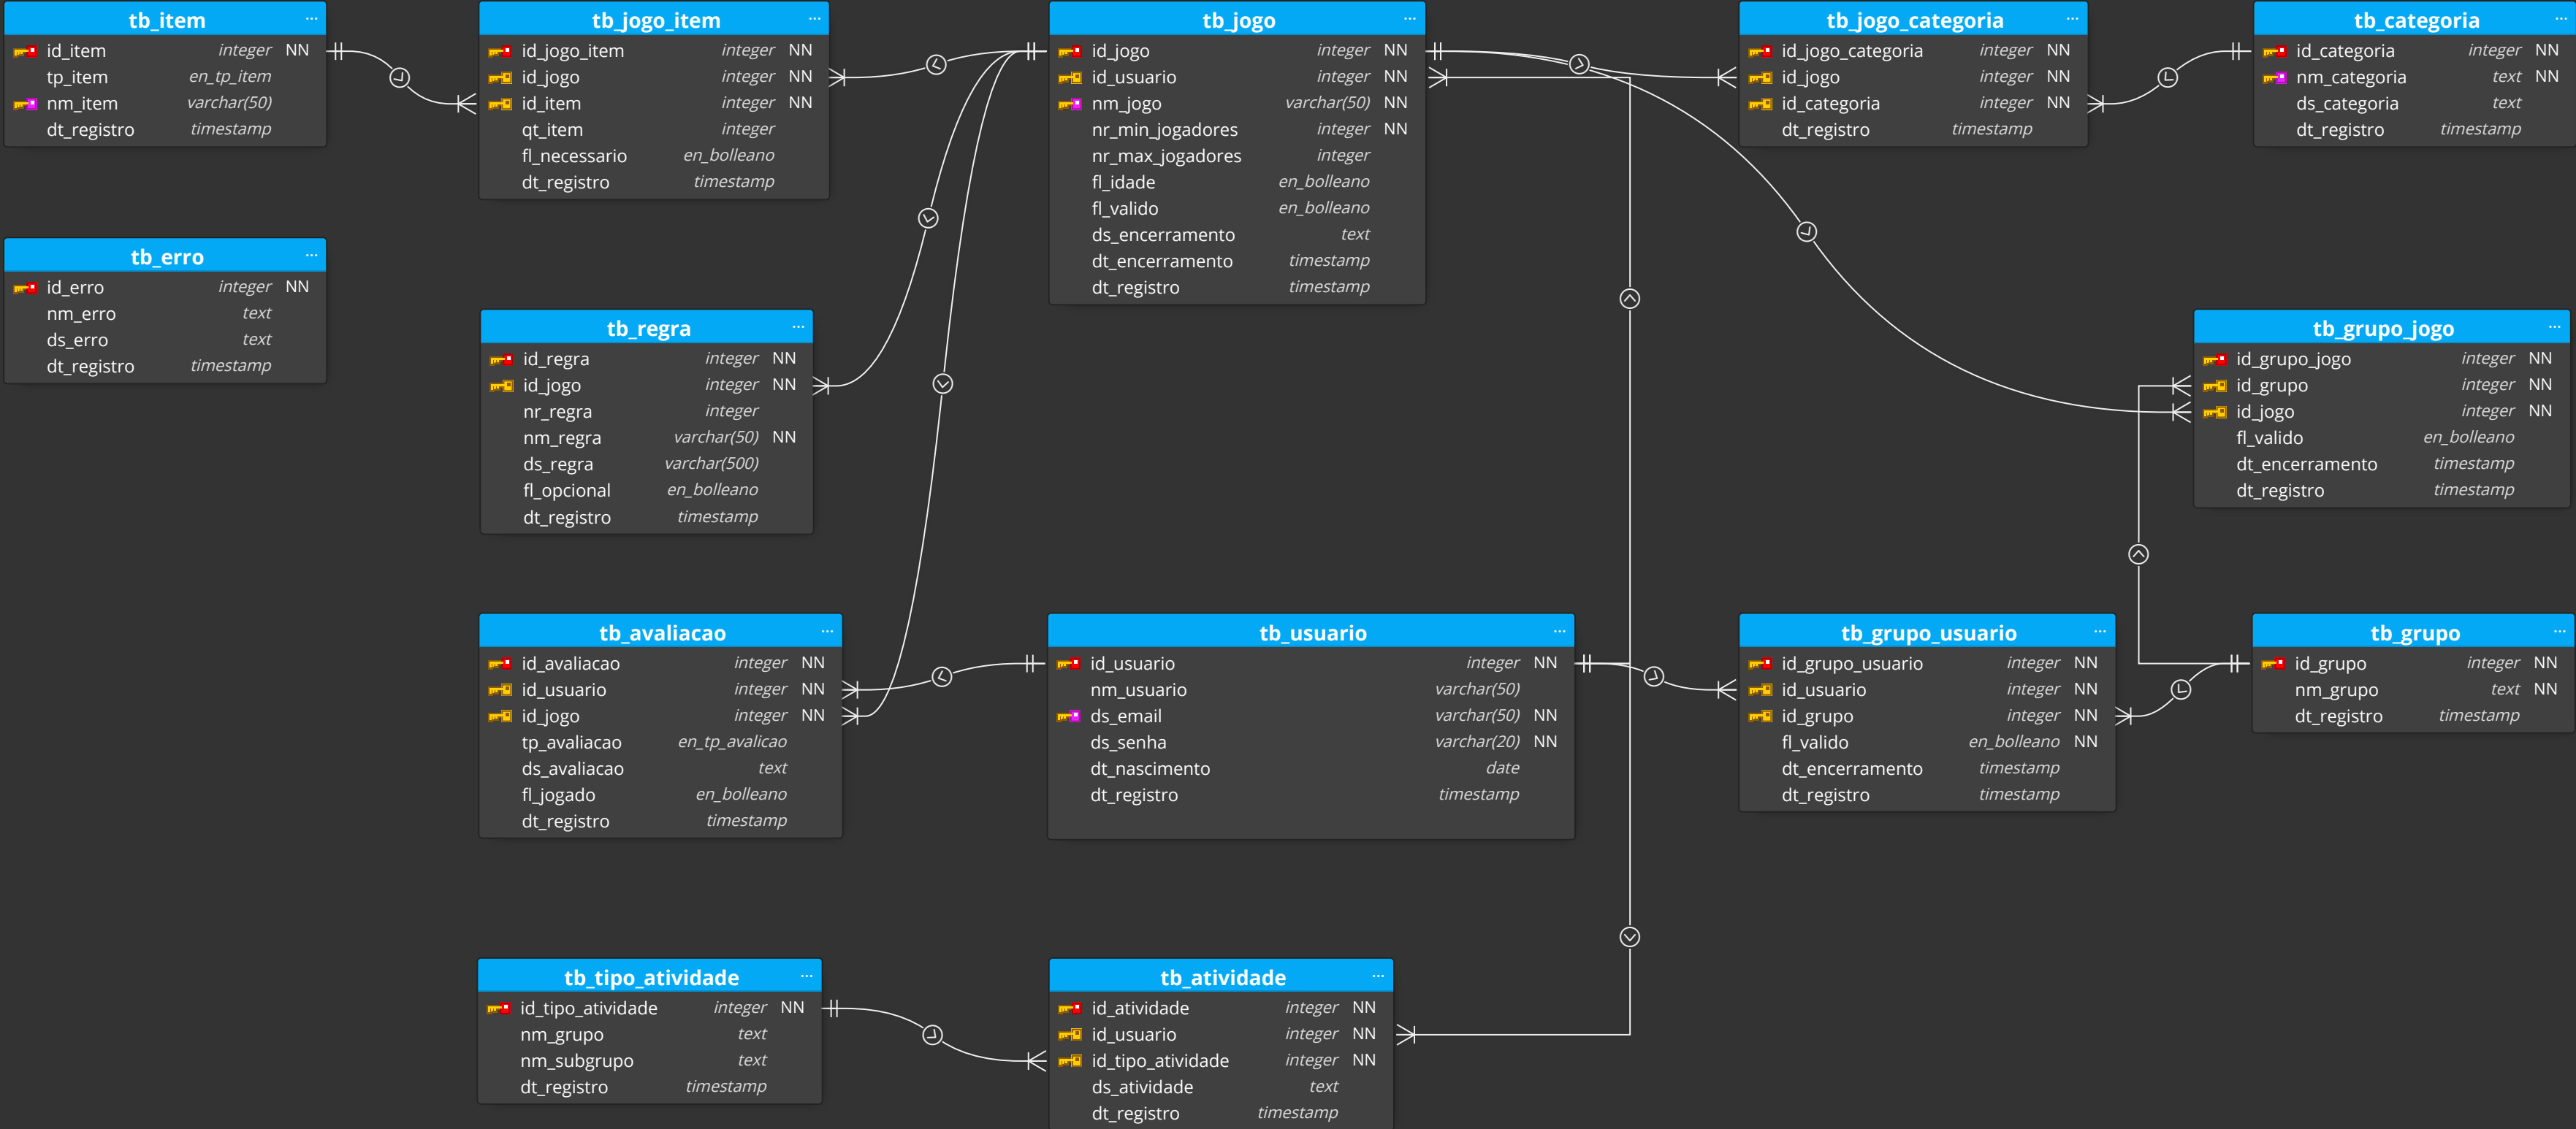 tb_item ...
id_item integer NN
tp_item en_tp_item
nm_item varchar(50)
dt_registro timestamp
tb_jogo_item ...
id_jogo_item integer NN
id_jogo integer NN
id_item integer NN
qt_item integer
fl_necessario en_bolleano
dt_registro timestamp
tb_jogo ...
id_jogo integer NN
id_usuario integer NN
nm_jogo varchar(50) NN
nr_min_jogadores integer NN
nr_max_jogadores integer
fl_idade en_bolleano
fl_valido en_bolleano
ds_encerramento text
dt_encerramento timestamp
dt_registro timestamp
tb_jogo_categoria ...
id_jogo_categoria integer NN
id_jogo integer NN
id_categoria integer NN
dt_registro timestamp
tb_categoria ...
id_categoria integer NN
nm_categoria text NN
ds_categoria text
dt_registro timestamp
tb_erro ...
id_erro integer NN
nm_erro text
ds_erro text
dt_registro timestamp
tb_regra ...
id_regra integer NN
id_jogo integer NN
nr_regra integer
nm_regra varchar(50) NN
ds_regra varchar(500)
fl_opcional en_bolleano
dt_registro timestamp
tb_grupo_jogo ...
id_grupo_jogo integer NN
id_grupo integer NN
id_jogo integer NN
fl_valido en_bolleano
dt_encerramento timestamp
dt_registro timestamp
tb_avaliacao ...
id_avaliacao integer NN
id_usuario integer NN
id_jogo integer NN
tp_avaliacao en_tp_avalicao
ds_avaliacao text
fl_jogado en_bolleano
dt_registro timestamp
tb_usuario ...
id_usuario integer NN
nm_usuario varchar(50)
ds_email varchar(50) NN
ds_senha varchar(20) NN
dt_nascimento date
dt_registro timestamp
tb_grupo_usuario ...
id_grupo_usuario integer NN
id_usuario integer NN
id_grupo integer NN
fl_valido en_bolleano NN
dt_encerramento timestamp
dt_registro timestamp
tb_grupo ...
id_grupo integer NN
nm_grupo text NN
dt_registro timestamp
tb_tipo_atividade ...
id_tipo_atividade integer NN
nm_grupo text
nm_subgrupo text
dt_registro timestamp
tb_atividade ...
id_atividade integer NN
id_usuario integer NN
id_tipo_atividade integer NN
ds_atividade text
dt_registro timestamp